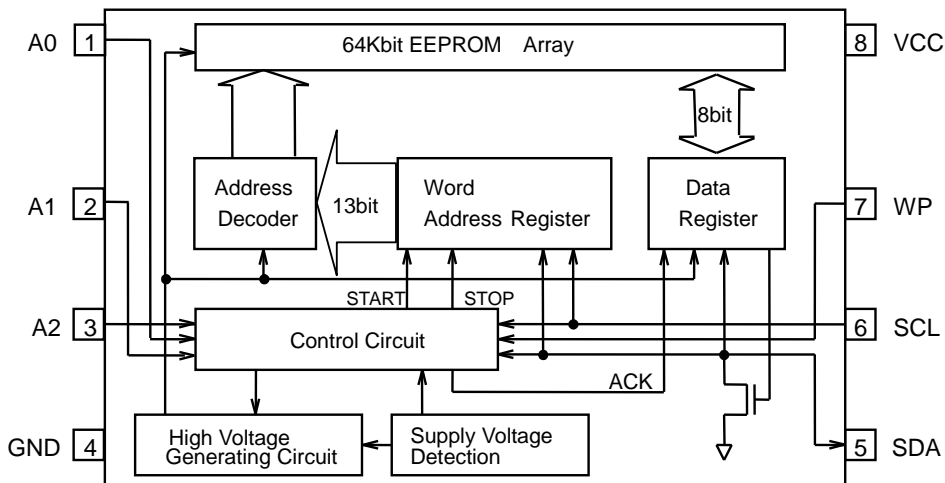 A0
1
64Kbit EEPROM Array
8
VCC
8bit
A1
2
Address
Decoder
13bit
Word
Address Register
Data
Register
7
WP
START
STOP
A2
3
Control Circuit
6
SCL
ACK
GND
4
High Voltage
Generating Circuit
Supply Voltage
Detection
5
SDA